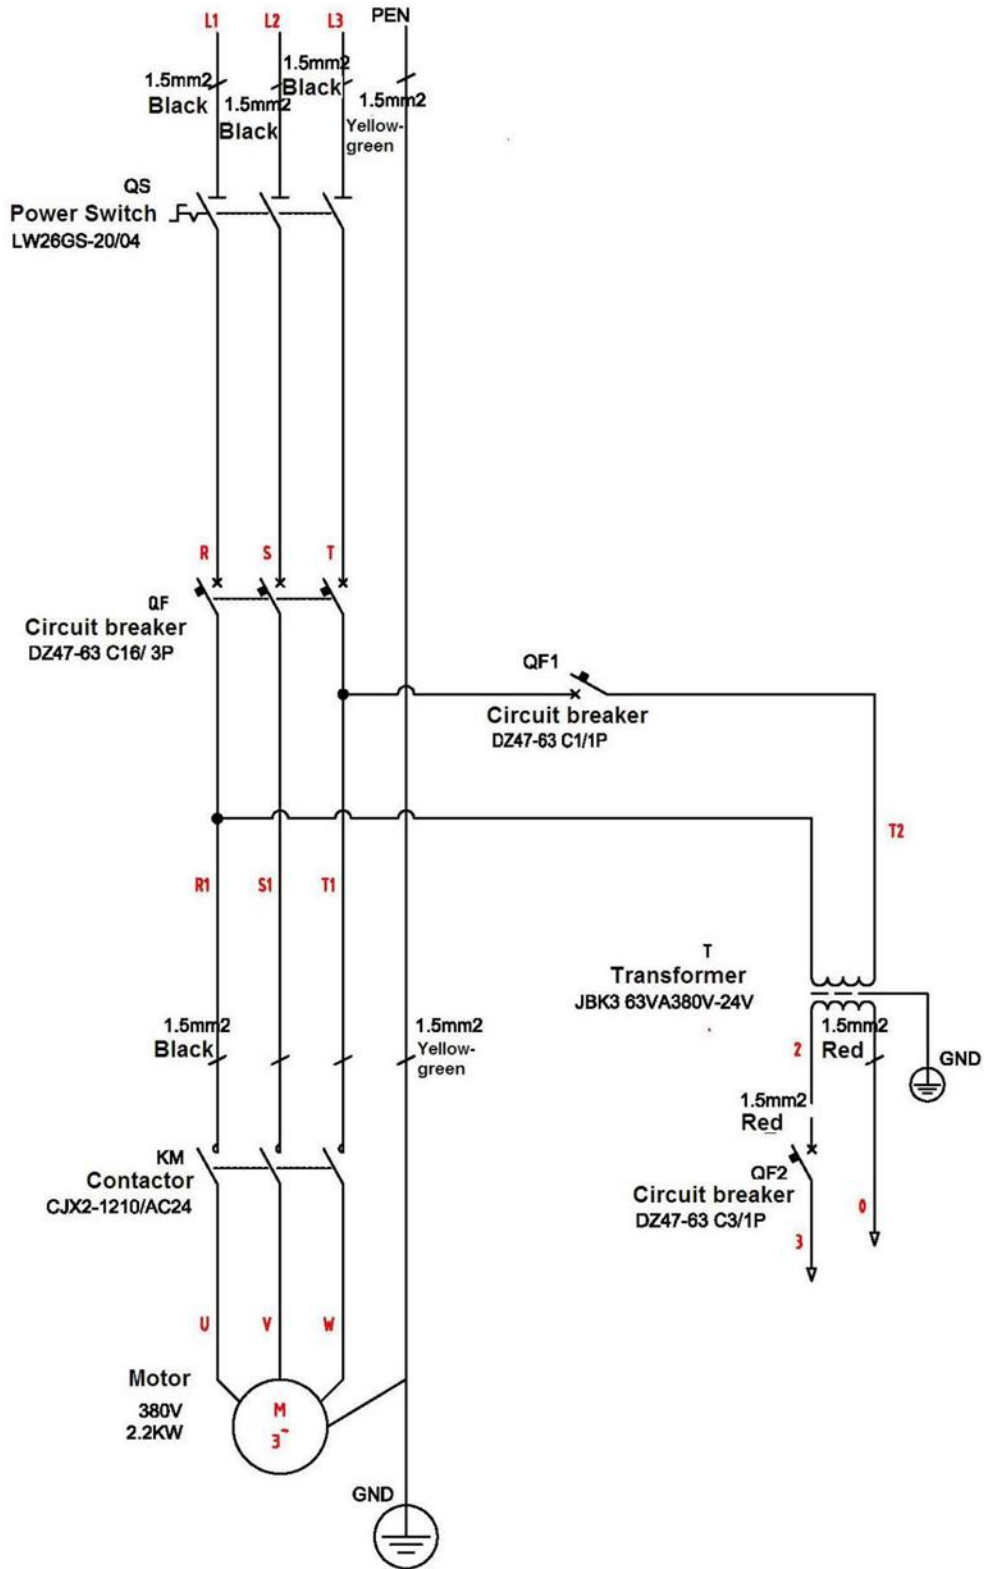 L1
L2
L3
PEN
1.5mm2
Black
1.5mm2
Black
1.5mm2
Black
1.5mm2
Yellow-
green
QS
Power Switch
LW26GS-20/04
R
S
T
QF
Circuit breaker
DZ47-63 C16/ 3P
QF1
Circuit breaker
DZ47-63 C1/1P
T2
R1
S1
T1
T
Transformer
JBK3 63VA380V-24V
1.5mm2
Black
1.5mm2
Yellow-
green
2
1.5mm2
Red
GND
1.5mm2
Red
KM
Contactor
CJX2-1210/AC24
QF2
Circuit breaker
DZ47-63 C3/1P
0
3
U
V
W
Motor
380V
2.2KW
M
3~
GND